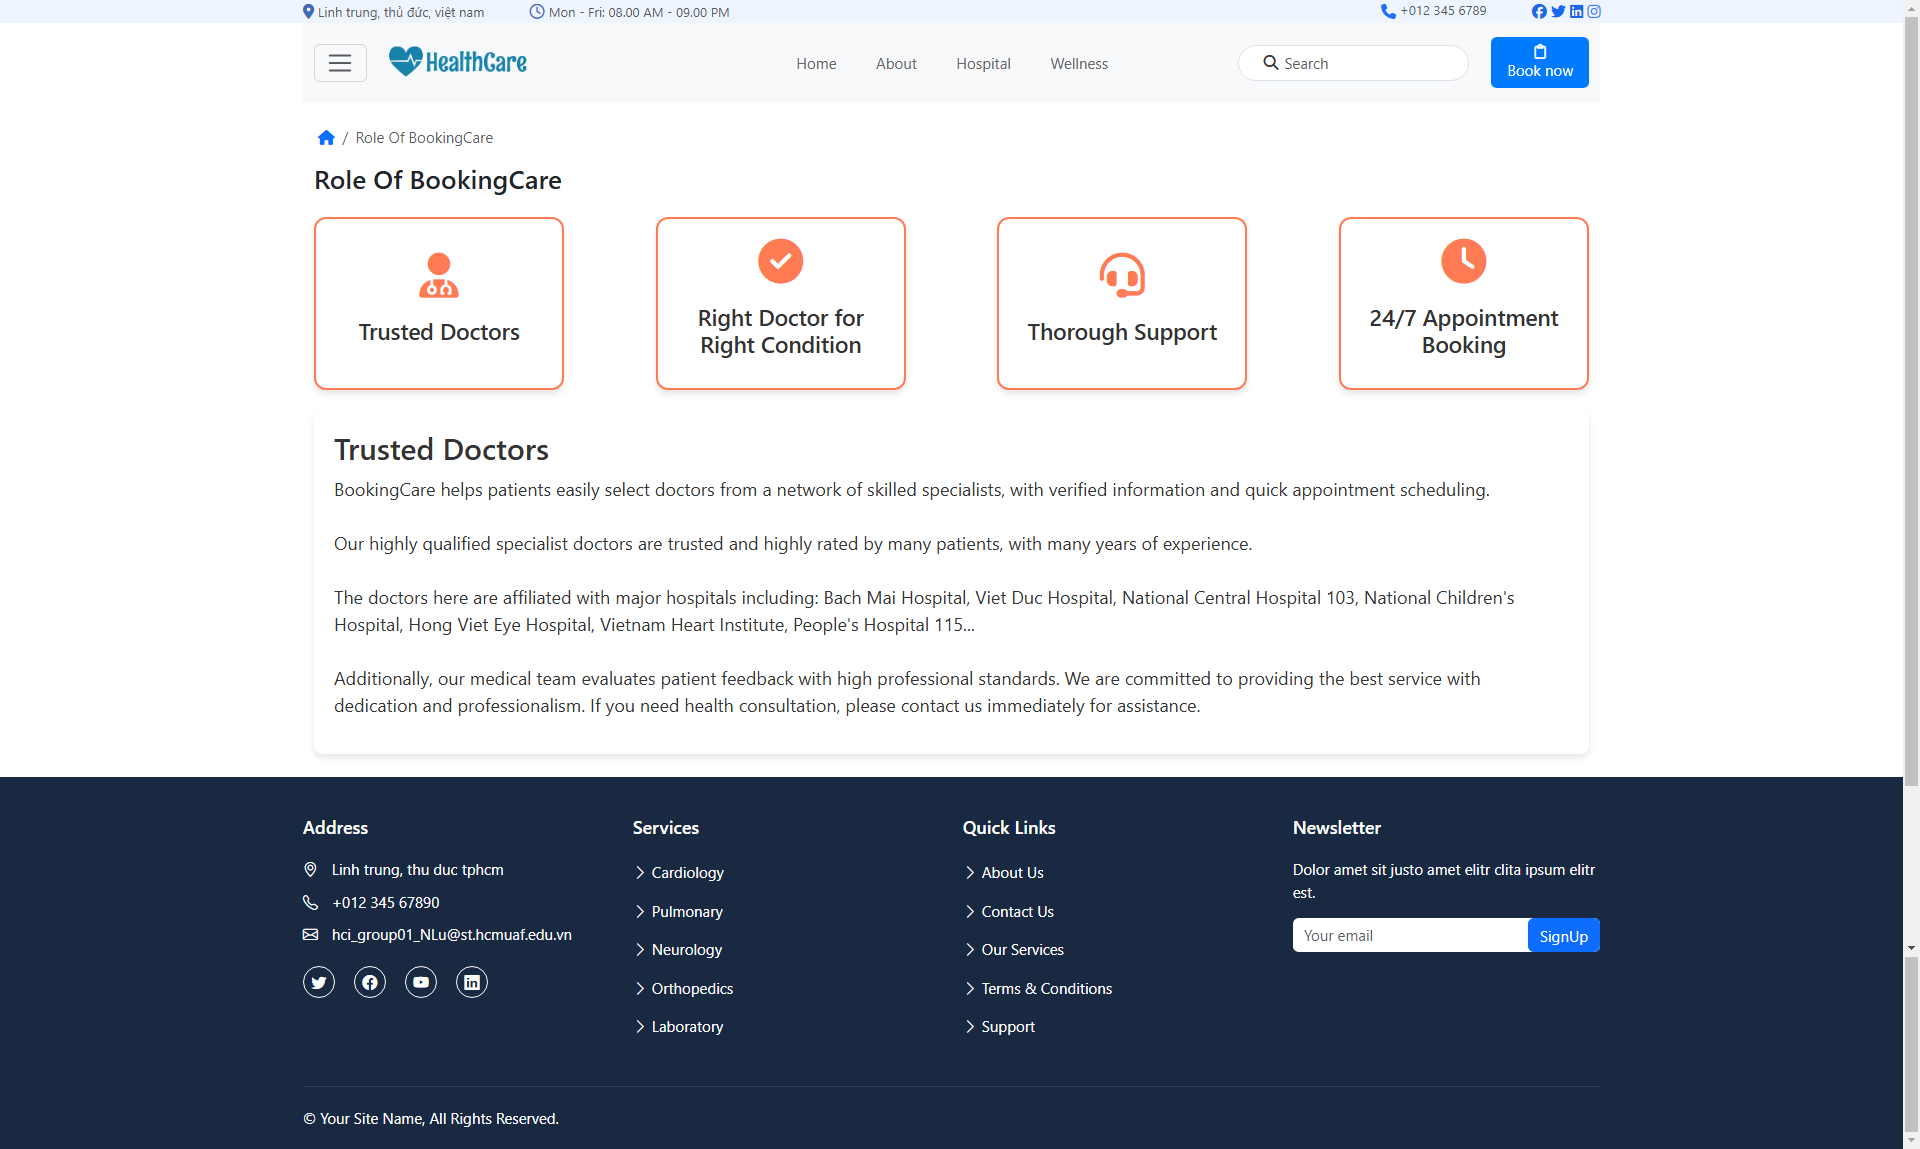 Linh trung, thủ đức, việt nam
Mon - Fri: 08.00 AM - 09.00 PM
+012 345 6789
HealthCare
Home
About
Hospital
Wellness
Search
Book now
/ Role Of BookingCare
Role Of BookingCare
Trusted Doctors
Right Doctor for
Right Condition
Thorough Support
24/7 Appointment
Booking
Trusted Doctors
BookingCare helps patients easily select doctors from a network of skilled specialists, with verified information and quick appointment scheduling.
Our highly qualified specialist doctors are trusted and highly rated by many patients, with many years of experience.
The doctors here are affiliated with major hospitals including: Bach Mai Hospital, Viet Duc Hospital, National Central Hospital 103, National Children's
Hospital, Hong Viet Eye Hospital, Vietnam Heart Institute, People's Hospital 115...
Additionally, our medical team evaluates patient feedback with high professional standards. We are committed to providing the best service with
dedication and professionalism. If you need health consultation, please contact us immediately for assistance.
Address
Linh trung, thu duc tphcm
+012 345 67890
hci_group01_NLu@st.hcmuaf.edu.vn
Services
Cardiology
Pulmonary
Neurology
Orthopedics
Laboratory
Quick Links
About Us
Contact Us
Our Services
Terms & Conditions
Support
Newsletter
Dolor amet sit justo amet elitr clita ipsum elitr
est.
Your email
SignUp
© Your Site Name, All Rights Reserved.